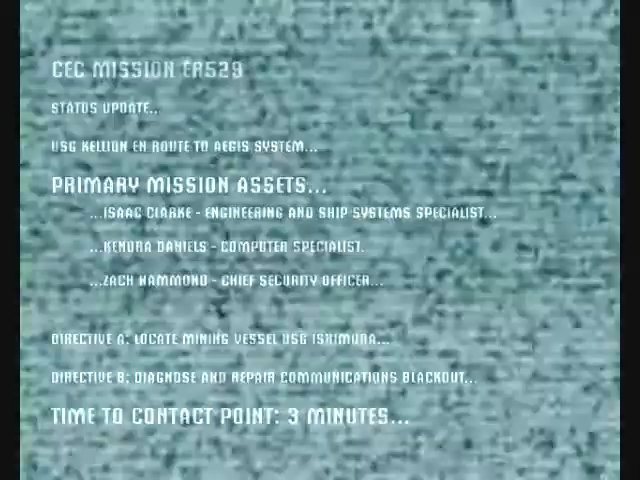 CEC MISSION ER529
STATUS UPDATE...
USG KELLION EN ROUTE TO AEGIS SYSTEM...
PRIMARY MISSION ASSETS...
...ISAAC CLARKE - ENGINEERING AND SHIP SYSTEMS SPECIALIST...
...KENDRA DANIELS - COMPUTER SPECIALIST.
...ZACH HAMMOND - CHIEF SECURITY OFFICER...
DIRECTIVE A: LOCATE MINING VESSEL USG ISHIMURA...
DIRECTIVE B: DIAGNOSE AND REPAIR COMMUNICATIONS BLACKOUT...
TIME TO CONTACT POINT: 3 MINUTES...